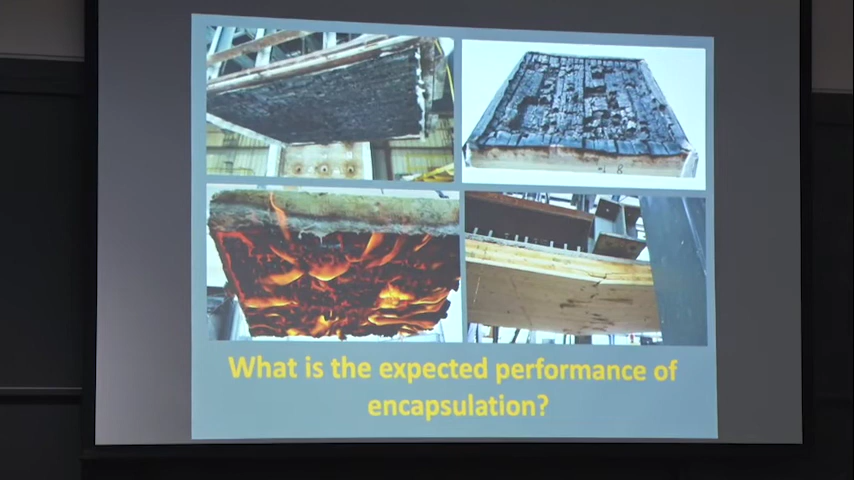 What is the expected performance of
encapsulation?